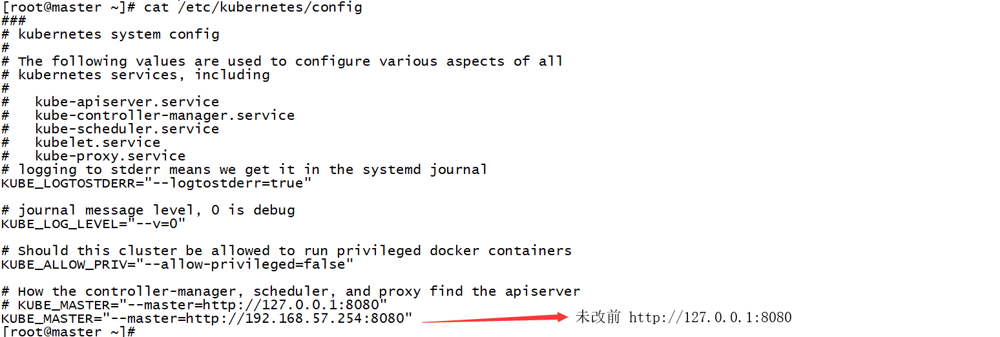 [root@master ~]# cat /etc/kubernetes/config
###
# kubernetes system config
#
# The following values are used to configure various aspects of all
# kubernetes services, including
#
#   kube-apiserver.service
#   kube-controller-manager.service
#   kube-scheduler.service
#   kubelet.service
#   kube-proxy.service
# logging to stderr means we get it in the systemd journal
KUBE_LOGTOSTDERR="--logtostderr=true"

# journal message level, 0 is debug
KUBE_LOG_LEVEL="--v=0"

# Should this cluster be allowed to run privileged docker containers
KUBE_ALLOW_PRIV="--allow-privileged=false"

# How the controller-manager, scheduler, and proxy find the apiserver
# KUBE_MASTER="--master=http://127.0.0.1:8080"
KUBE_MASTER="--master=http://192.168.57.254:8080" 未改前 http://127.0.0.1:8080
[root@master ~]#